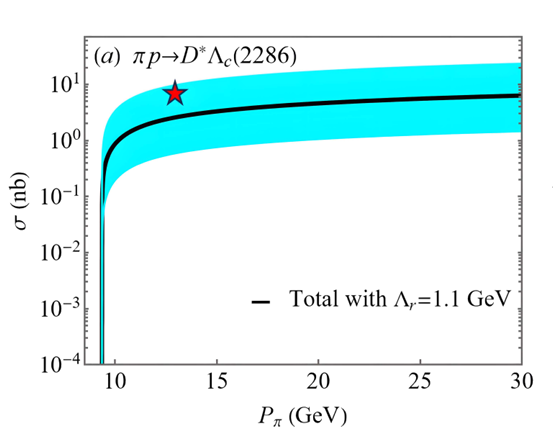 (a) πp→D*Λc(2286)
10¹
10⁰
10⁻¹
10⁻²
10⁻³
10⁻⁴
σ (nb)
Total with Λr=1.1 GeV
10 15 20 25 30
Pπ (GeV)